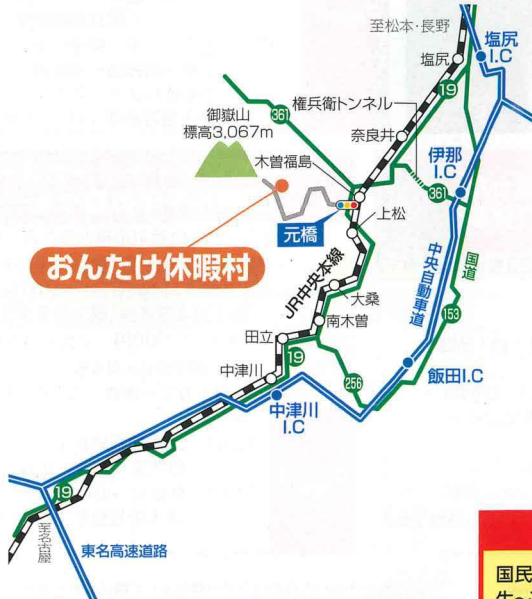 至松本・長野
塩尻
I.C
塩尻
19
権兵衛トンネル
361
御嶽山
標高3,067m
奈良井
木曽福島
伊那
I.C
361
元橋
上松
おんたけ休暇村
JR中央本線
中央自動車道
国道
153
大桑
南木曽
田立
19
中津川
256
飯田I.C
中津川
I.C
19
至名古屋
東名高速道路
国民